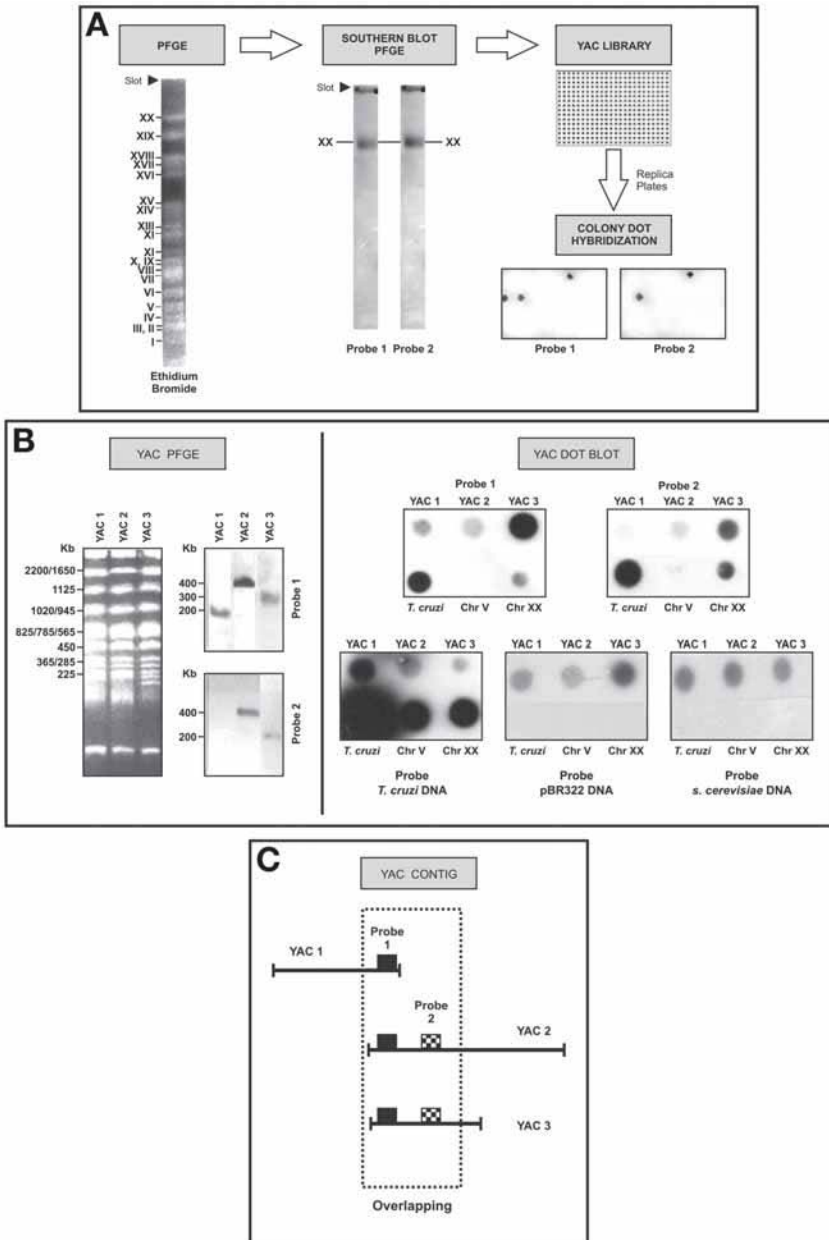 A
PFGE
SOUTHERN BLOT
PFGE
YAC LIBRARY
Slot
XX
XIX
XVIII
XVII
XVI
XV
XIV
XIII
XI
XI
X, IX
VIII
VII
VI
V
IV
III, II
I
Ethidium
Bromide
Slot
XX
XX
Probe 1
Probe 2
Replica
Plates
COLONY DOT
HYBRIDIZATION
Probe 1
Probe 2
B
YAC PFGE
YAC 1
YAC 2
YAC 3
Kb
2200/1650
1125
1020/945
825/785/565
450
365/285
225
YAC 1
YAC 2
YAC 3
Kb
400
300
200
Probe 1
Kb
400
200
Probe 2
YAC DOT BLOT
Probe 1
YAC 1 YAC 2 YAC 3
T. cruzi Chr V Chr XX
Probe 2
YAC 1 YAC 2 YAC 3
T. cruzi Chr V Chr XX
YAC 1 YAC 2 YAC 3
T. cruzi Chr V Chr XX
Probe
T. cruzi DNA
YAC 1 YAC 2 YAC 3
T. cruzi Chr V Chr XX
Probe
pBR322 DNA
YAC 1 YAC 2 YAC 3
T. cruzi Chr V Chr XX
Probe
s. cerevisiae DNA
C
YAC CONTIG
Probe
1
YAC 1
Probe
2
YAC 2
YAC 3
Overlapping